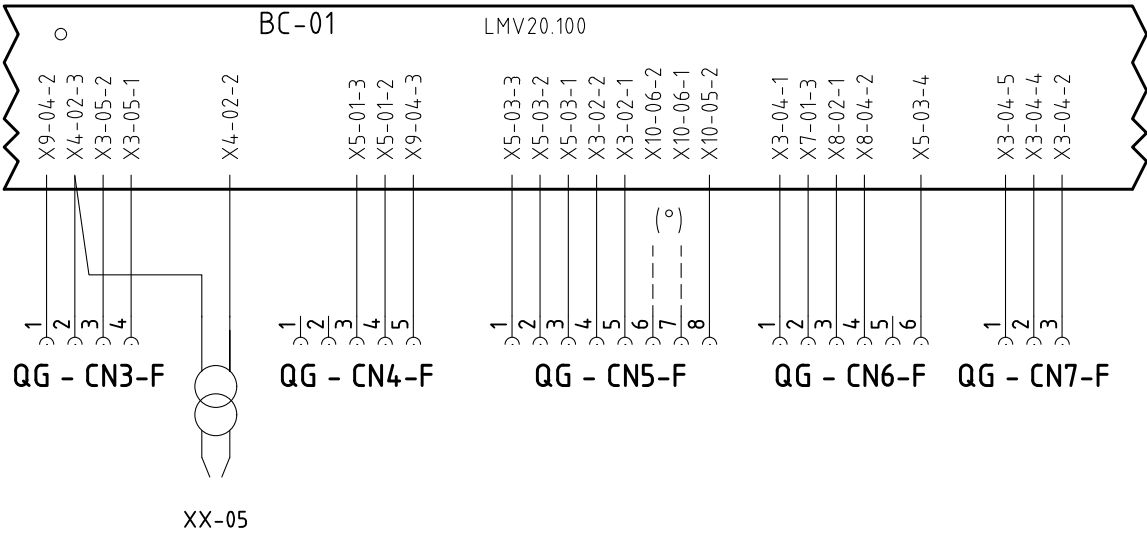 BC-01 LMV20.100
X9-04-2 X4-02-3 X3-05-2 X3-05-1 X4-02-2 X5-01-3 X5-01-2 X9-04-3 X5-03-3 X5-03-2 X5-03-1 X3-02-2 X3-02-1 X10-06-2 X10-06-1 X10-05-2 X3-04-1 X7-01-3 X8-02-1 X8-04-2 X5-03-4 X3-04-5 X3-04-4 X3-04-2
(°)
1 2 3 4 1 2 3 4 5 1 2 3 4 5 6 7 8 1 2 3 4 5 6 1 2 3
QG - CN3-F QG - CN4-F QG - CN5-F QG - CN6-F QG - CN7-F
XX-05